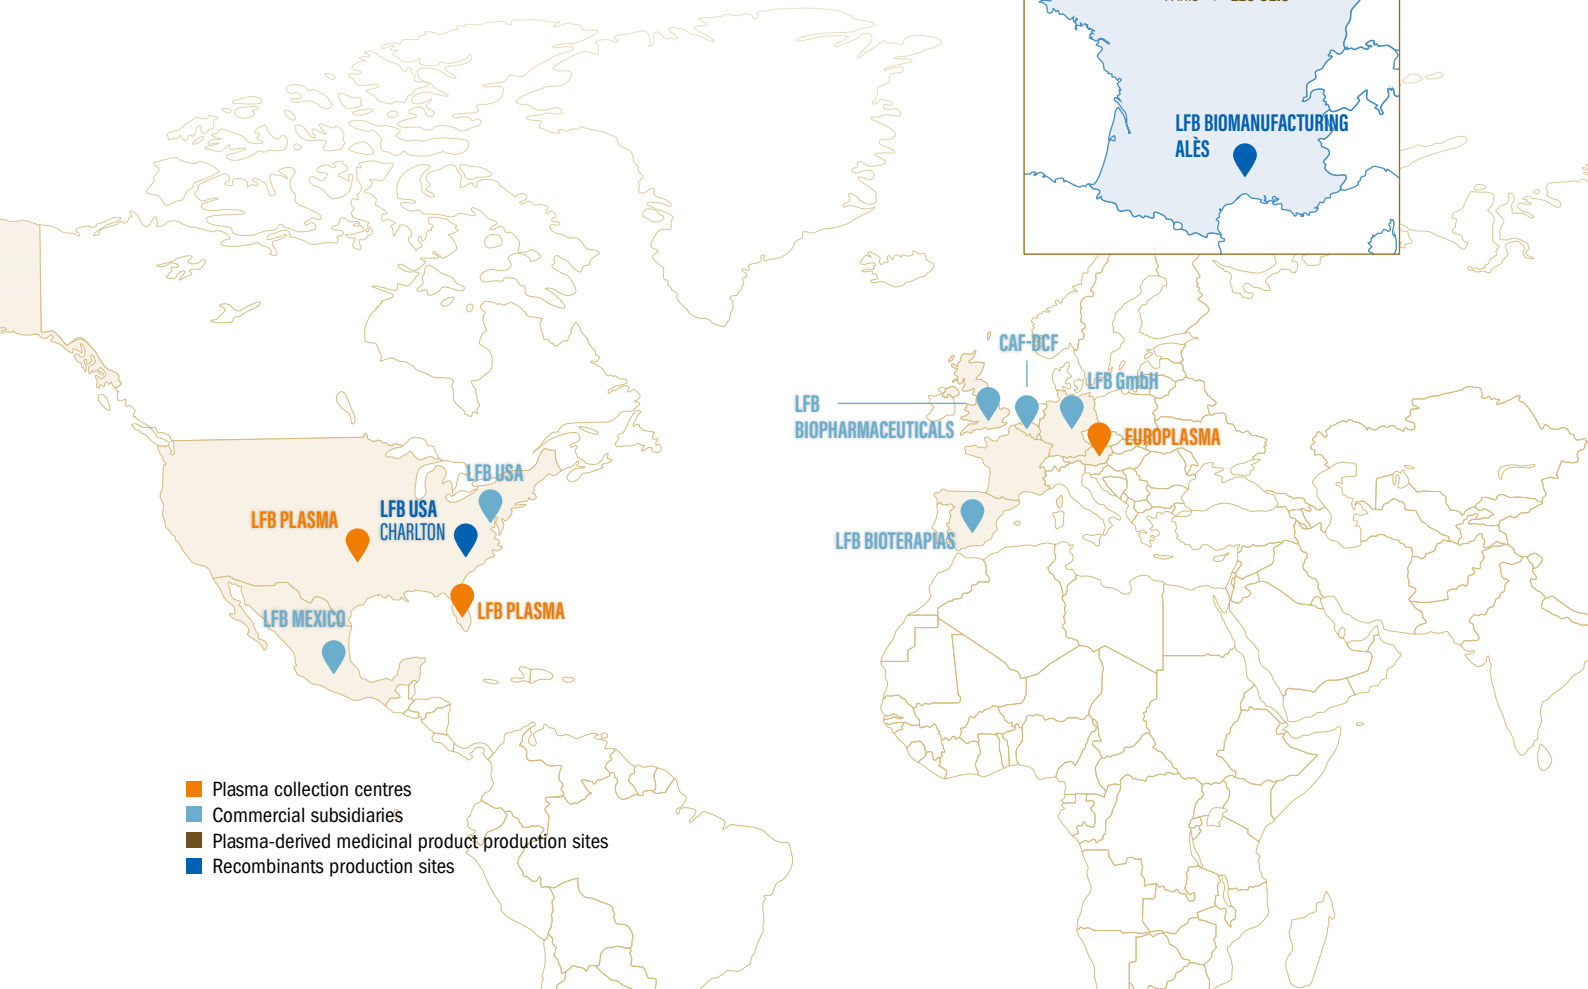 LFB BIOMANUFACTURING
ALÈS
CAF-DCF
LFB GmbH
LFB
BIOPHARMACEUTICALS
EUROPLASMA
LFB BIOTERAPIAS
LFB USA
LFB USA
CHARLTON
LFB PLASMA
LFB PLASMA
LFB MEXICO
Plasma collection centres
Commercial subsidiaries
Plasma-derived medicinal product production sites
Recombinants production sites